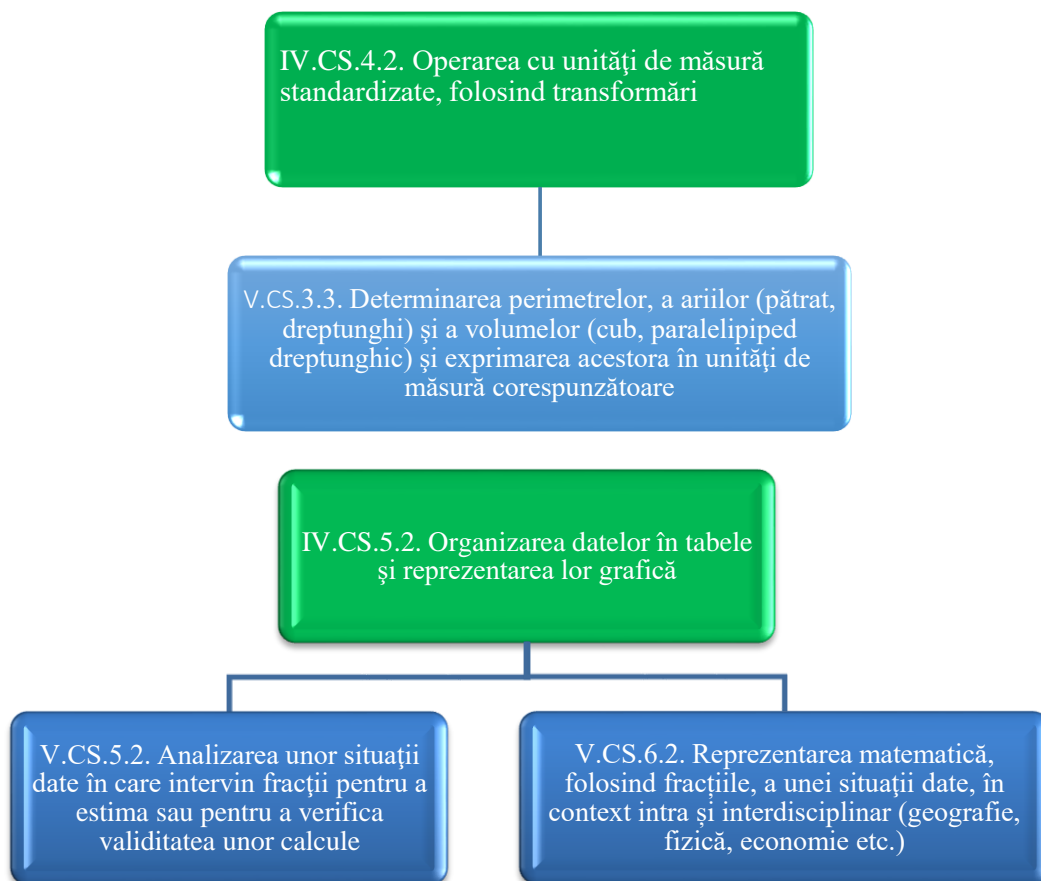 IV.CS.4.2. Operarea cu unităţi de măsură
standardizate, folosind transformări
V.CS.3.3. Determinarea perimetrelor, a ariilor (pătrat,
dreptunghi) şi a volumelor (cub, paralelipiped
dreptunghic) şi exprimarea acestora în unităţi de
măsură corespunzătoare
IV.CS.5.2. Organizarea datelor în tabele
şi reprezentarea lor grafică
V.CS.5.2. Analizarea unor situaţii
date în care intervin fracţii pentru a
estima sau pentru a verifica
validitatea unor calcule
V.CS.6.2. Reprezentarea matematică,
folosind fracțiile, a unei situaţii date, în
context intra și interdisciplinar (geografie,
fizică, economie etc.)